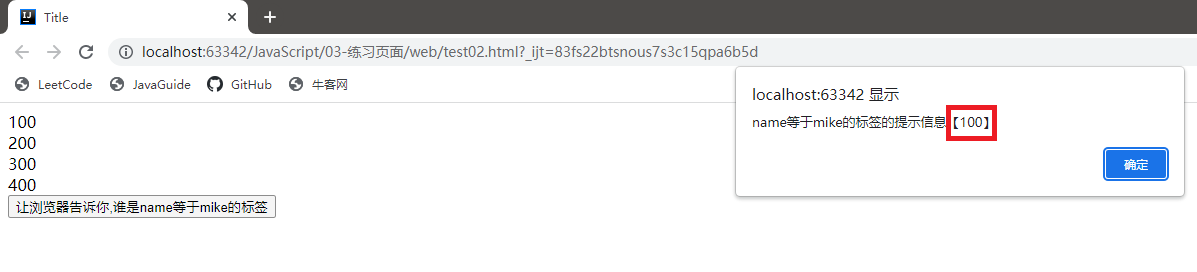 Title
localhost:63342/JavaScript/03-练习页面/web/test02.html?_ijt=83fs22btsnous7s3c15qpa6b5d
LeetCode JavaGuide GitHub 牛客网
localhost:63342 显示
name等于mike的标签的提示信息【100】
确定
100
200
300
400
让浏览器告诉你,谁是name等于mike的标签